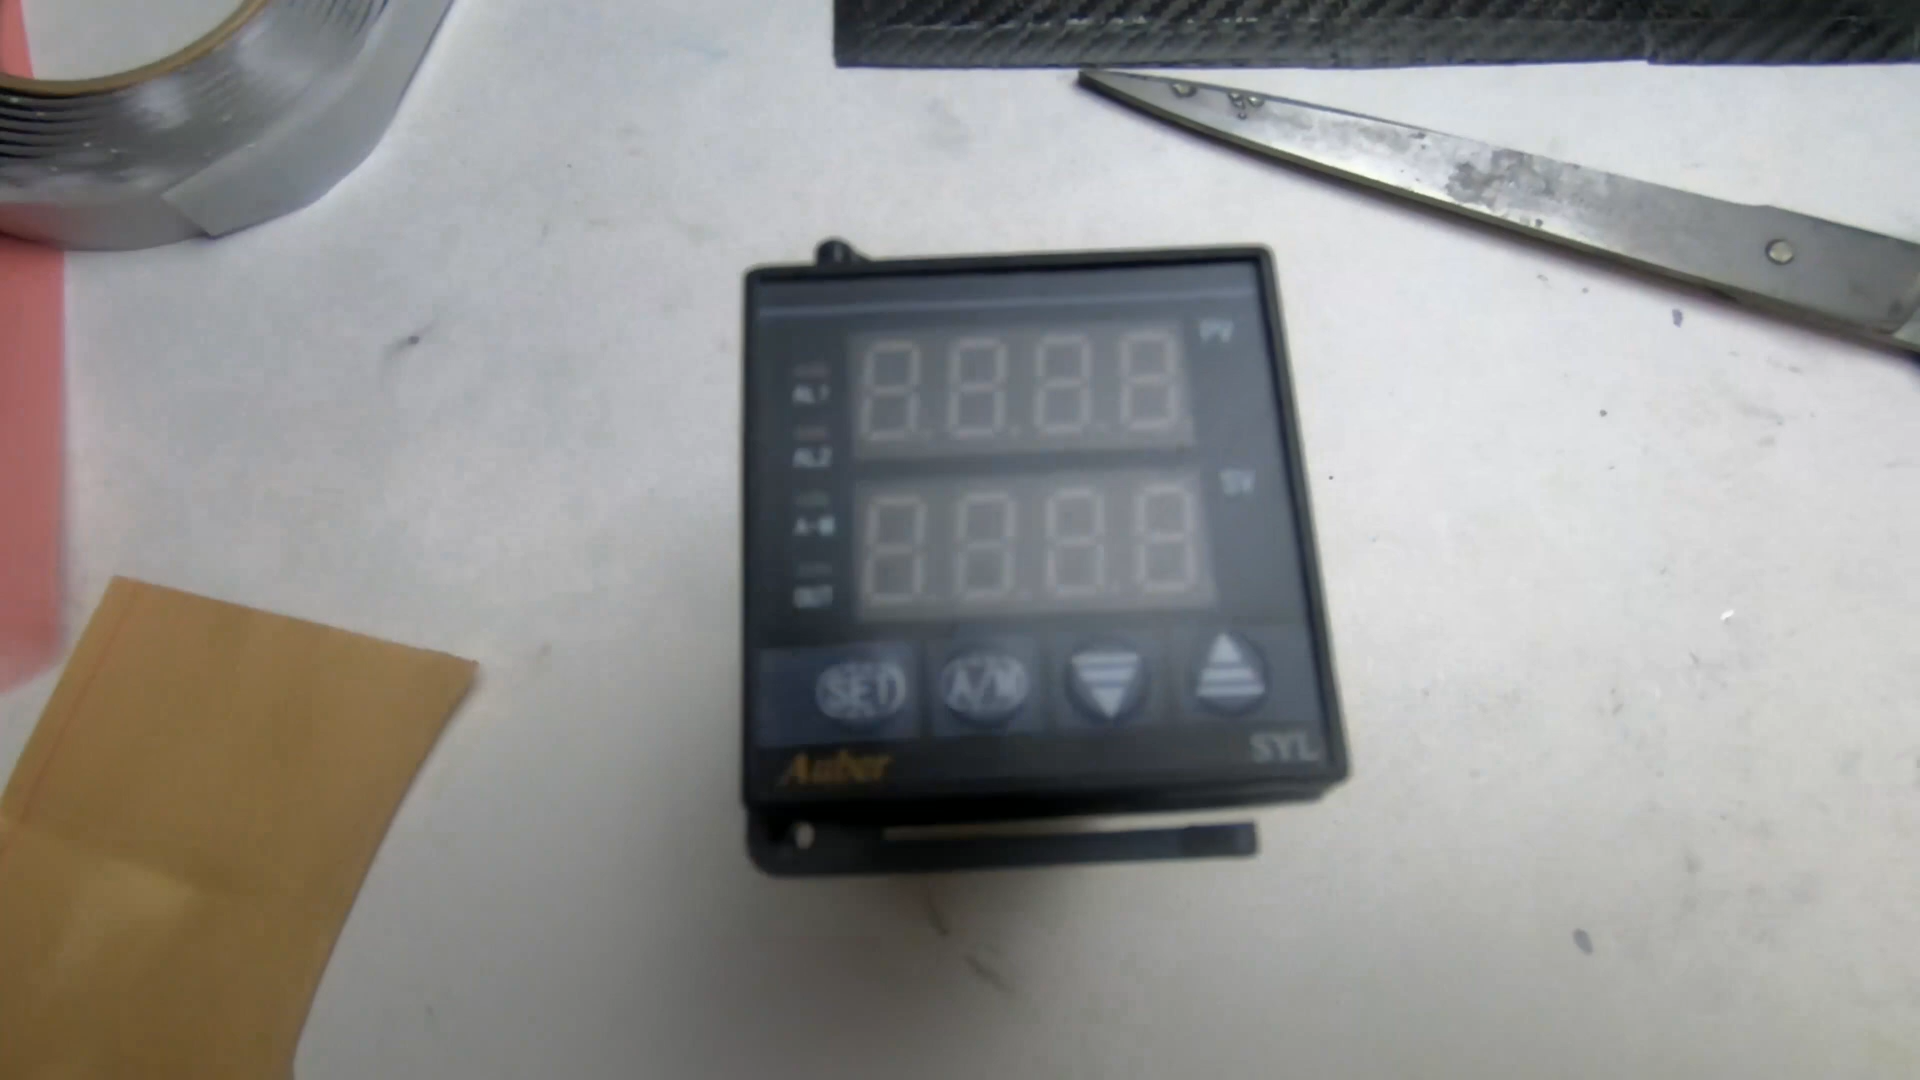 PV
AL1
AL2
SV
A-M
OUT
SET
A/M
Auber
SYL